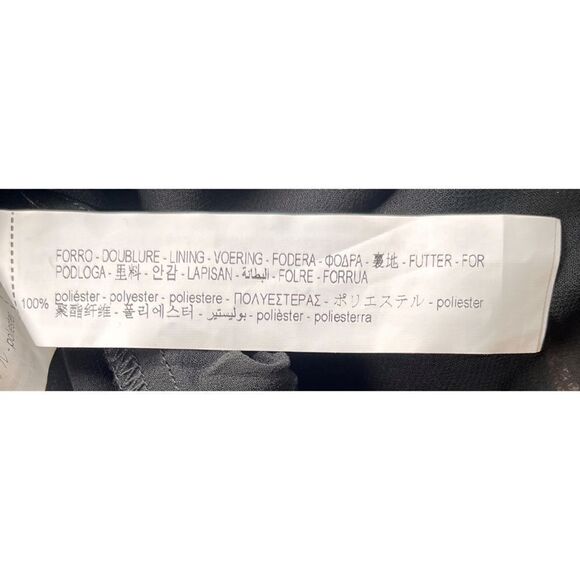 FORRO - DOUBLURE - LINING - VOERING - FODERA - ΦΟΔΡΑ - 裏地 - FUTTER - FOR
PODLOGA - 里料 - 안감 - LAPISAN - البطانة - FOLRE - FORRUA
100% poliéster - polyester - poliestere - ΠΟΛΥΕΣΤΕΡΑΣ - ポリエステル - poliester
聚酯纤维 - 폴리에스터 - بوليستير - polièster - poliesterra